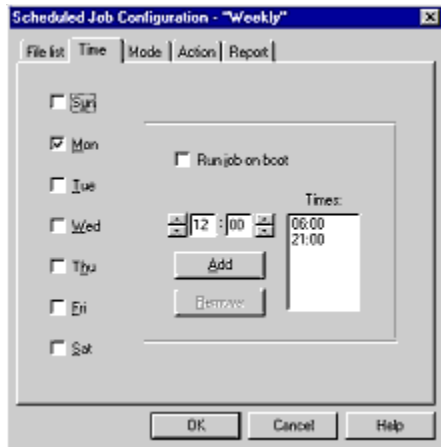 Scheduled Job Configuration - "Weekly"
File list Time Mode Action Report
Sun
Mon
Run job on boot
Tue
Times:
Wed
12 : 00
06:00
21:00
Thu
Add
Fri
Remove
Sat
OK Cancel Help